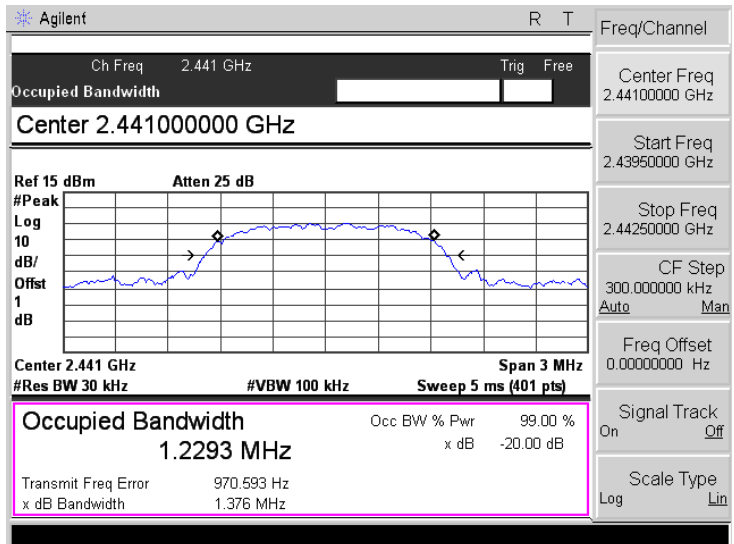 Agilent R T
Ch Freq 2.441 GHz Trig Free
Occupied Bandwidth
Center 2.441000000 GHz
Ref 15 dBm Atten 25 dB
#Peak
Log
10
dB/
Offst
1
dB
Center 2.441 GHz Span 3 MHz
#Res BW 30 kHz #VBW 100 kHz Sweep 5 ms (401 pts)
Occupied Bandwidth Occ BW % Pwr 99.00 %
1.2293 MHz x dB -20.00 dB
Transmit Freq Error 970.593 Hz
x dB Bandwidth 1.376 MHz
Freq/Channel
Center Freq
2.44100000 GHz
Start Freq
2.43950000 GHz
Stop Freq
2.44250000 GHz
CF Step
300.000000 kHz
Auto Man
Freq Offset
0.00000000 Hz
Signal Track
On Off
Scale Type
Log Lin